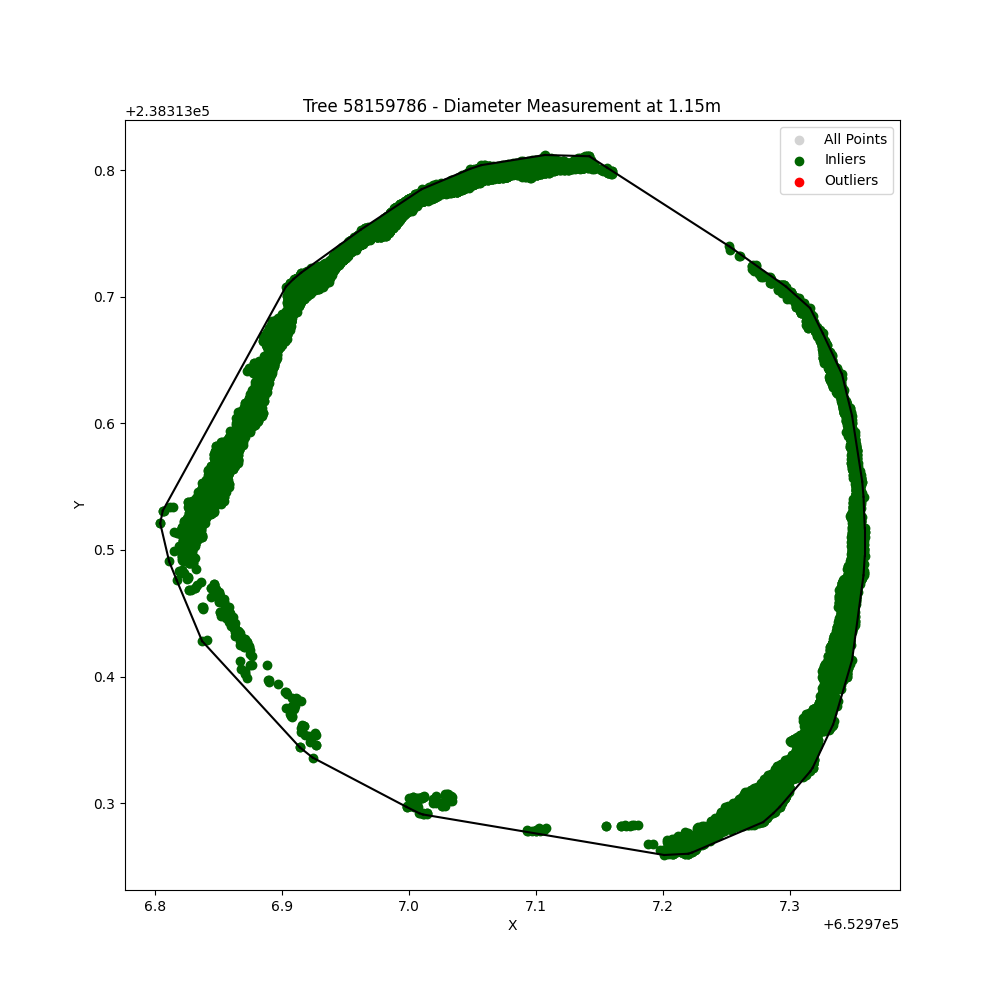 Tree 58159786 - Diameter Measurement at 1.15m
+2.38313e5
All Points
Inliers
Outliers
0.8
0.7
0.6
0.5
0.4
0.3
Y
6.8
6.9
7.0
7.1
7.2
7.3
X
+6.5297e5